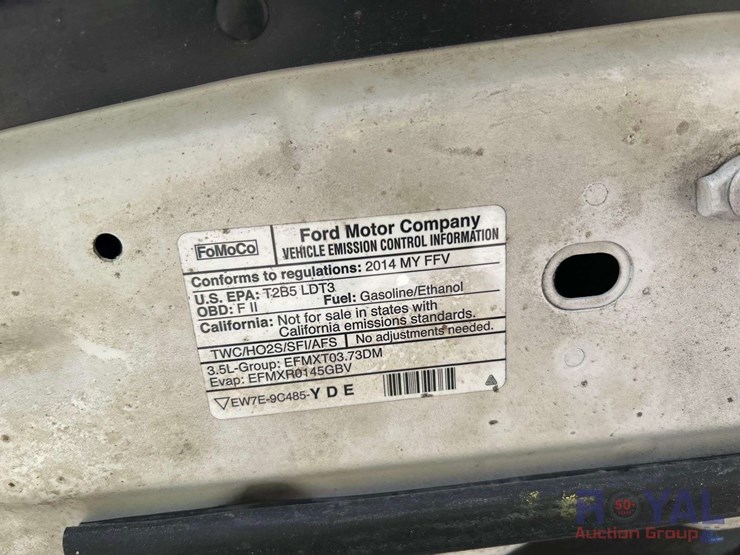 FoMoCo
Ford Motor Company
VEHICLE EMISSION CONTROL INFORMATION
Conforms to regulations: 2014 MY FFV
U.S. EPA: T2B5 LDT3
OBD: F II Fuel: Gasoline/Ethanol
California: Not for sale in states with
California emissions standards.
TWC/HO2S/SFI/AFS No adjustments needed.
3.5L-Group: EFMXT03.73DM
Evap: EFMXR0145GBV
EW7E-9C485-Y D E
ROYAL
Auction Group